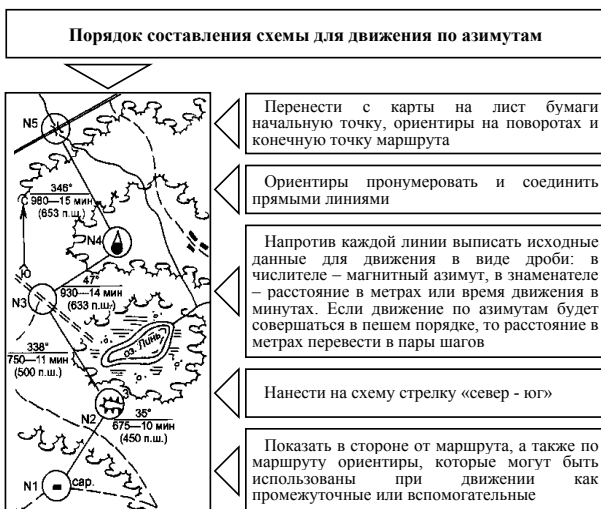 Порядок составления схемы для движения по азимутам
N5
346°
С 980—15 мин
(653 п.ш.)
N4
Ю
47°
930—14 мин
(633 п.ш.)
N3
338°
750—11 мин
(500 п.ш.)
оз. Линь
3
N2
35°
675—10 мин
(450 п.ш.)
N1
сар.
Перенести с карты на лист бумаги
начальную точку, ориентиры на поворотах и
конечную точку маршрута
Ориентиры пронумеровать и соединить
прямыми линиями
Напротив каждой линии выписать исходные
данные для движения в виде дроби: в
числителе – магнитный азимут, в знаменателе
– расстояние в метрах или время движения в
минутах. Если движение по азимутам будет
совершаться в пешем порядке, то расстояние в
метрах перевести в пары шагов
Нанести на схему стрелку «север - юг»
Показать в стороне от маршрута, а также по
маршруту ориентиры, которые могут быть
использованы при движении как
промежуточные или вспомогательные